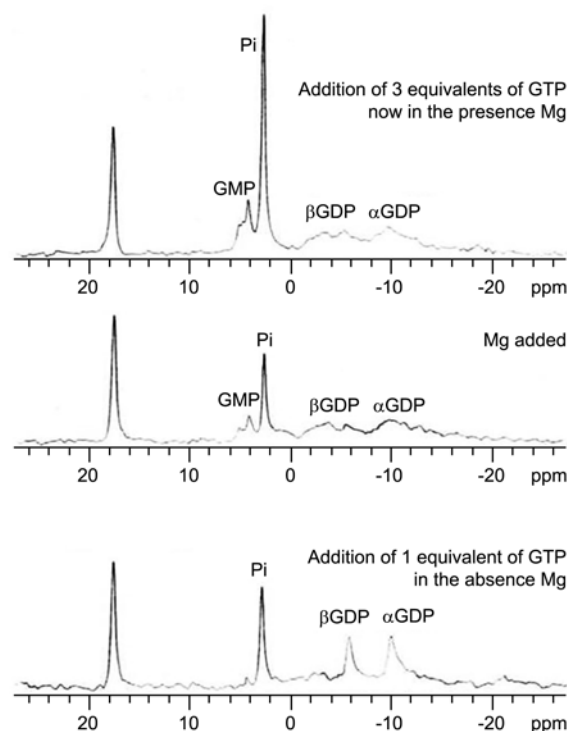 Pi
Addition of 3 equivalents of GTP
now in the presence Mg
GMP
βGDP
αGDP
20 10 0 -10 -20 ppm
Mg added
Pi
GMP
βGDP
αGDP
20 10 0 -10 -20 ppm
Addition of 1 equivalent of GTP
in the absence Mg
Pi
βGDP
αGDP
20 10 0 -10 -20 ppm